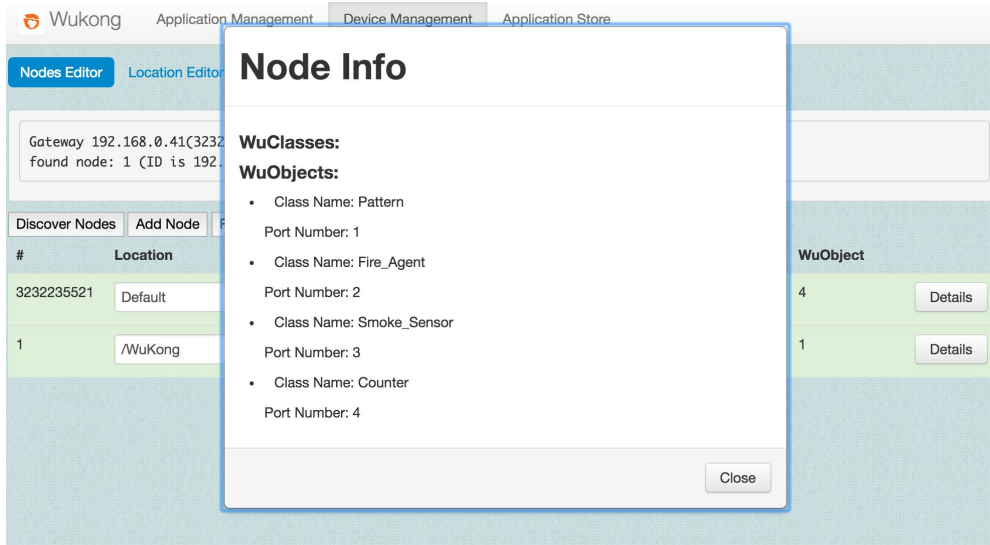 Wukong
Application Management
Device Management
Application Store
Nodes Editor
Location Editor
Node Info
Gateway 192.168.0.41(3232
found node: 1 (ID is 192.
WuClasses:
WuObjects:
• Class Name: Pattern
Port Number: 1
• Class Name: Fire_Agent
Port Number: 2
• Class Name: Smoke_Sensor
Port Number: 3
• Class Name: Counter
Port Number: 4
Close
Discover Nodes
Add Node
# Location WuObject
3232235521 Default 4 Details
1 /WuKong 1 Details